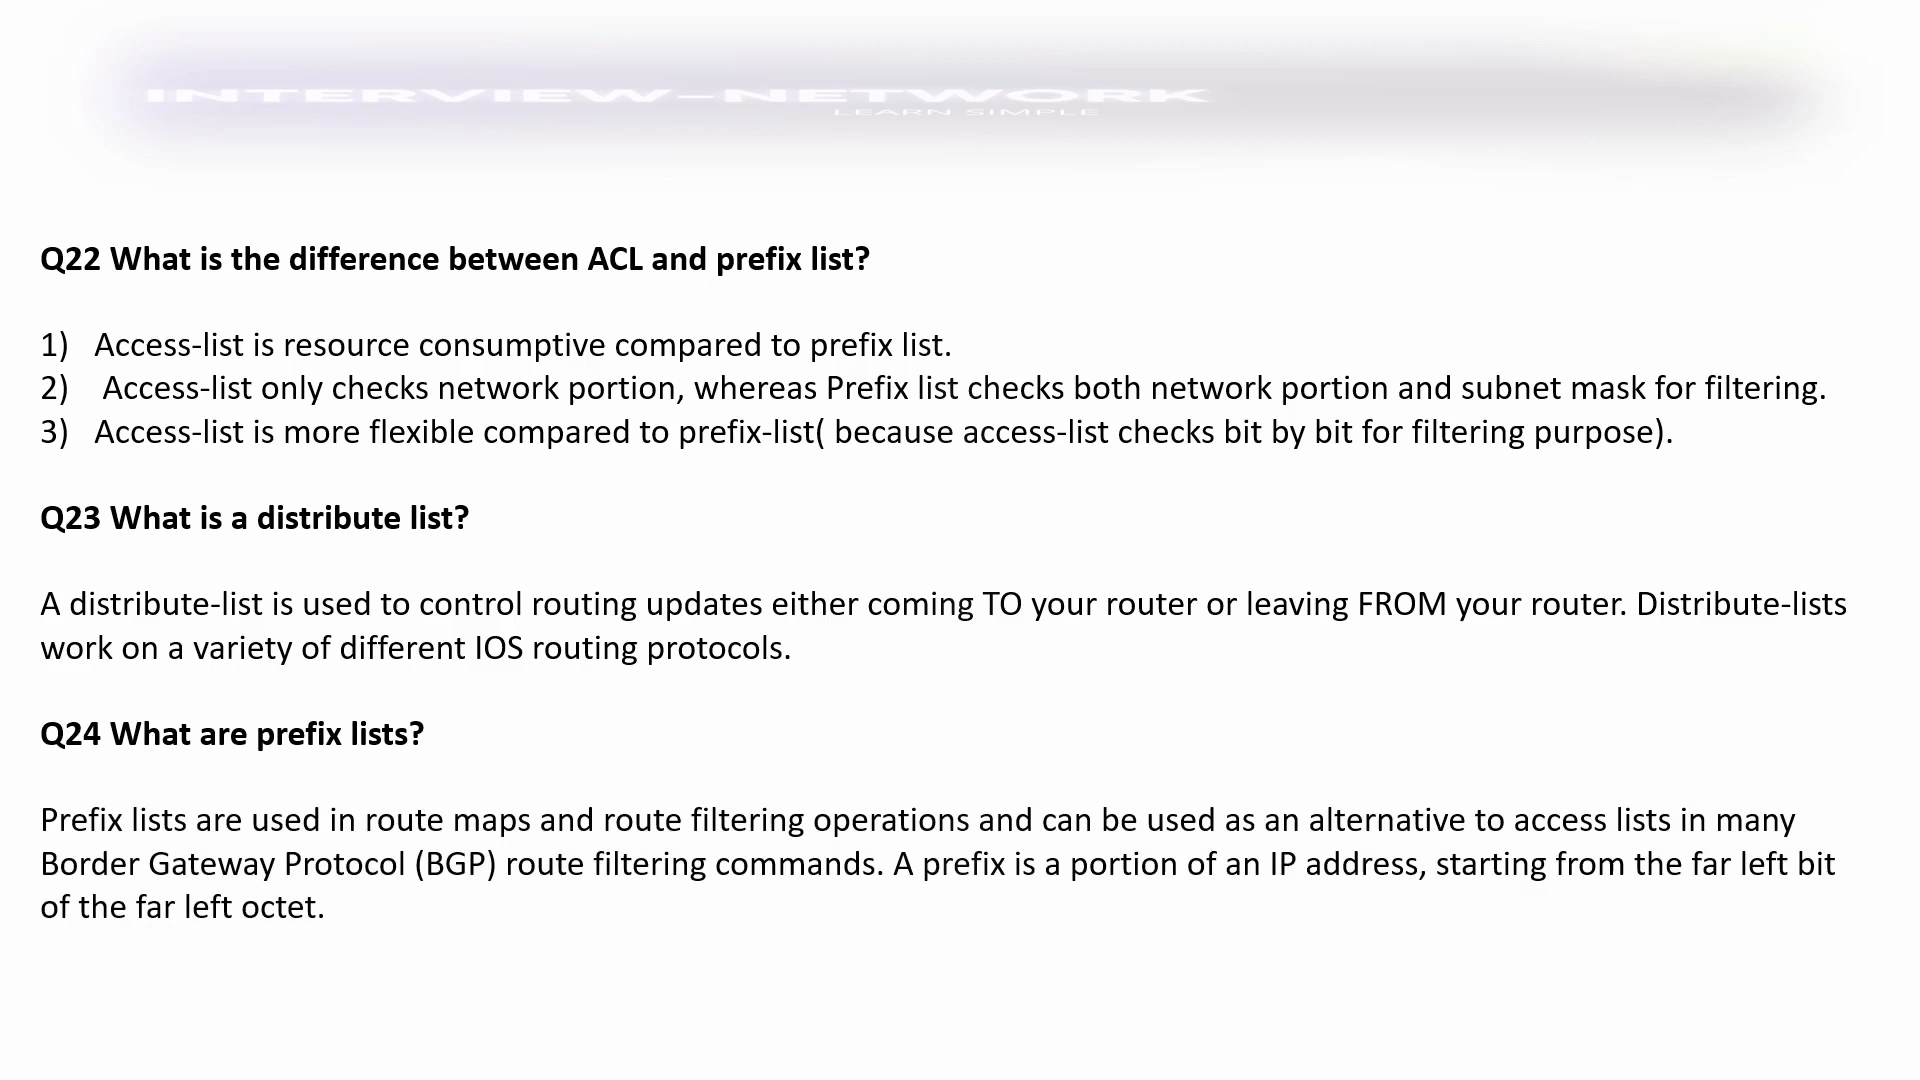 INTERVIEW-NETWORK
LEARN SIMPLE
Q22 What is the difference between ACL and prefix list?
1) Access-list is resource consumptive compared to prefix list.
2) Access-list only checks network portion, whereas Prefix list checks both network portion and subnet mask for filtering.
3) Access-list is more flexible compared to prefix-list( because access-list checks bit by bit for filtering purpose).
Q23 What is a distribute list?
A distribute-list is used to control routing updates either coming TO your router or leaving FROM your router. Distribute-lists
work on a variety of different IOS routing protocols.
Q24 What are prefix lists?
Prefix lists are used in route maps and route filtering operations and can be used as an alternative to access lists in many
Border Gateway Protocol (BGP) route filtering commands. A prefix is a portion of an IP address, starting from the far left bit
of the far left octet.